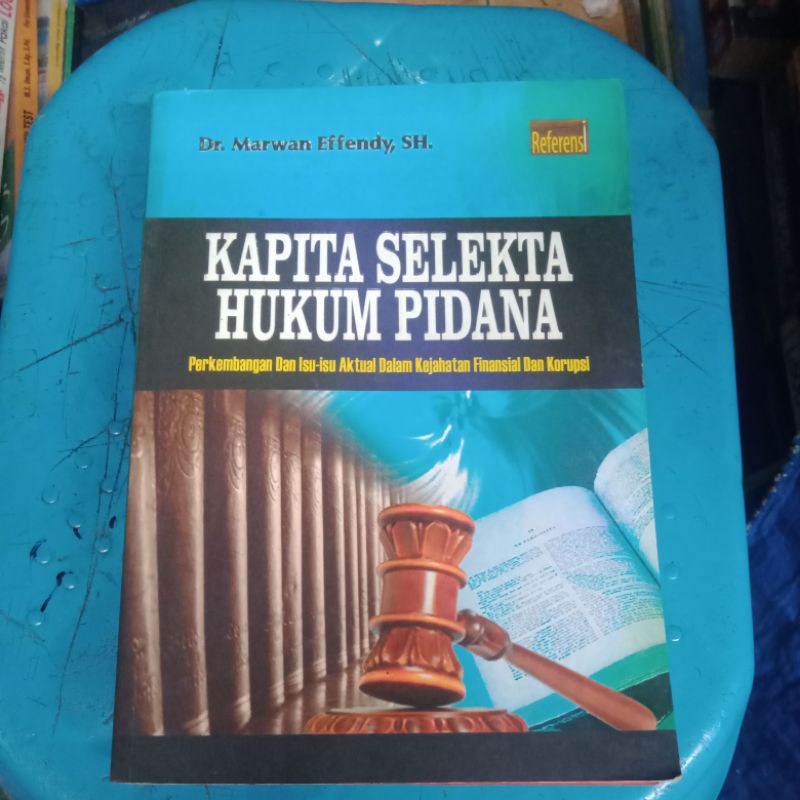 Dr. Marwan Effendy, SH.
Referensi
KAPITA SELEKTA
HUKUM PIDANA
Perkembangan Dan Isu-isu Aktual Dalam Kejahatan Finansial Dan Korupsi